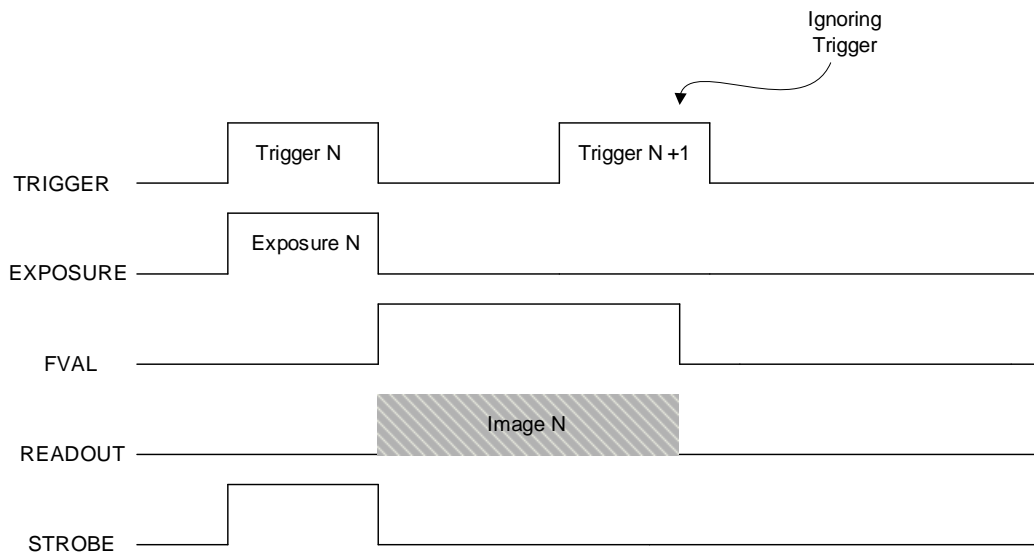 Ignoring
Trigger
Trigger N
Trigger N +1
TRIGGER
Exposure N
EXPOSURE
FVAL
Image N
READOUT
STROBE